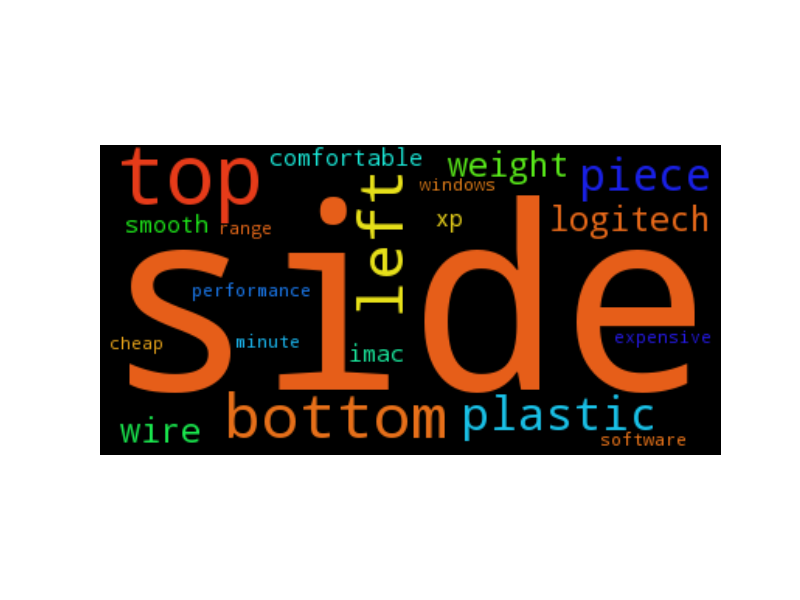 top
comfortable
weight
piece
windows
left
smooth
range
xp
logitech
side
performance
cheap
minute
imac
expensive
wire
bottom
plastic
software